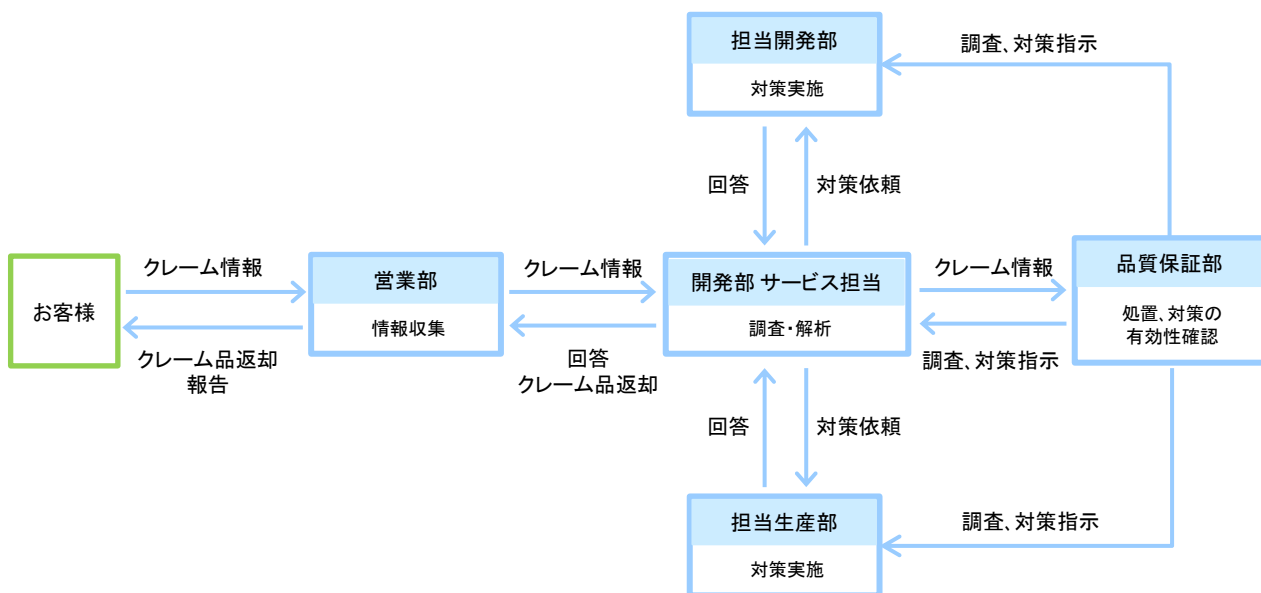 担当開発部
対策実施
調査、対策指示
回答
対策依頼
お客様
クレーム情報
クレーム品返却
報告
営業部
情報収集
クレーム情報
回答
クレーム品返却
開発部 サービス担当
調査・解析
クレーム情報
調査、対策指示
品質保証部
処置、対策の
有効性確認
回答
対策依頼
担当生産部
対策実施
調査、対策指示